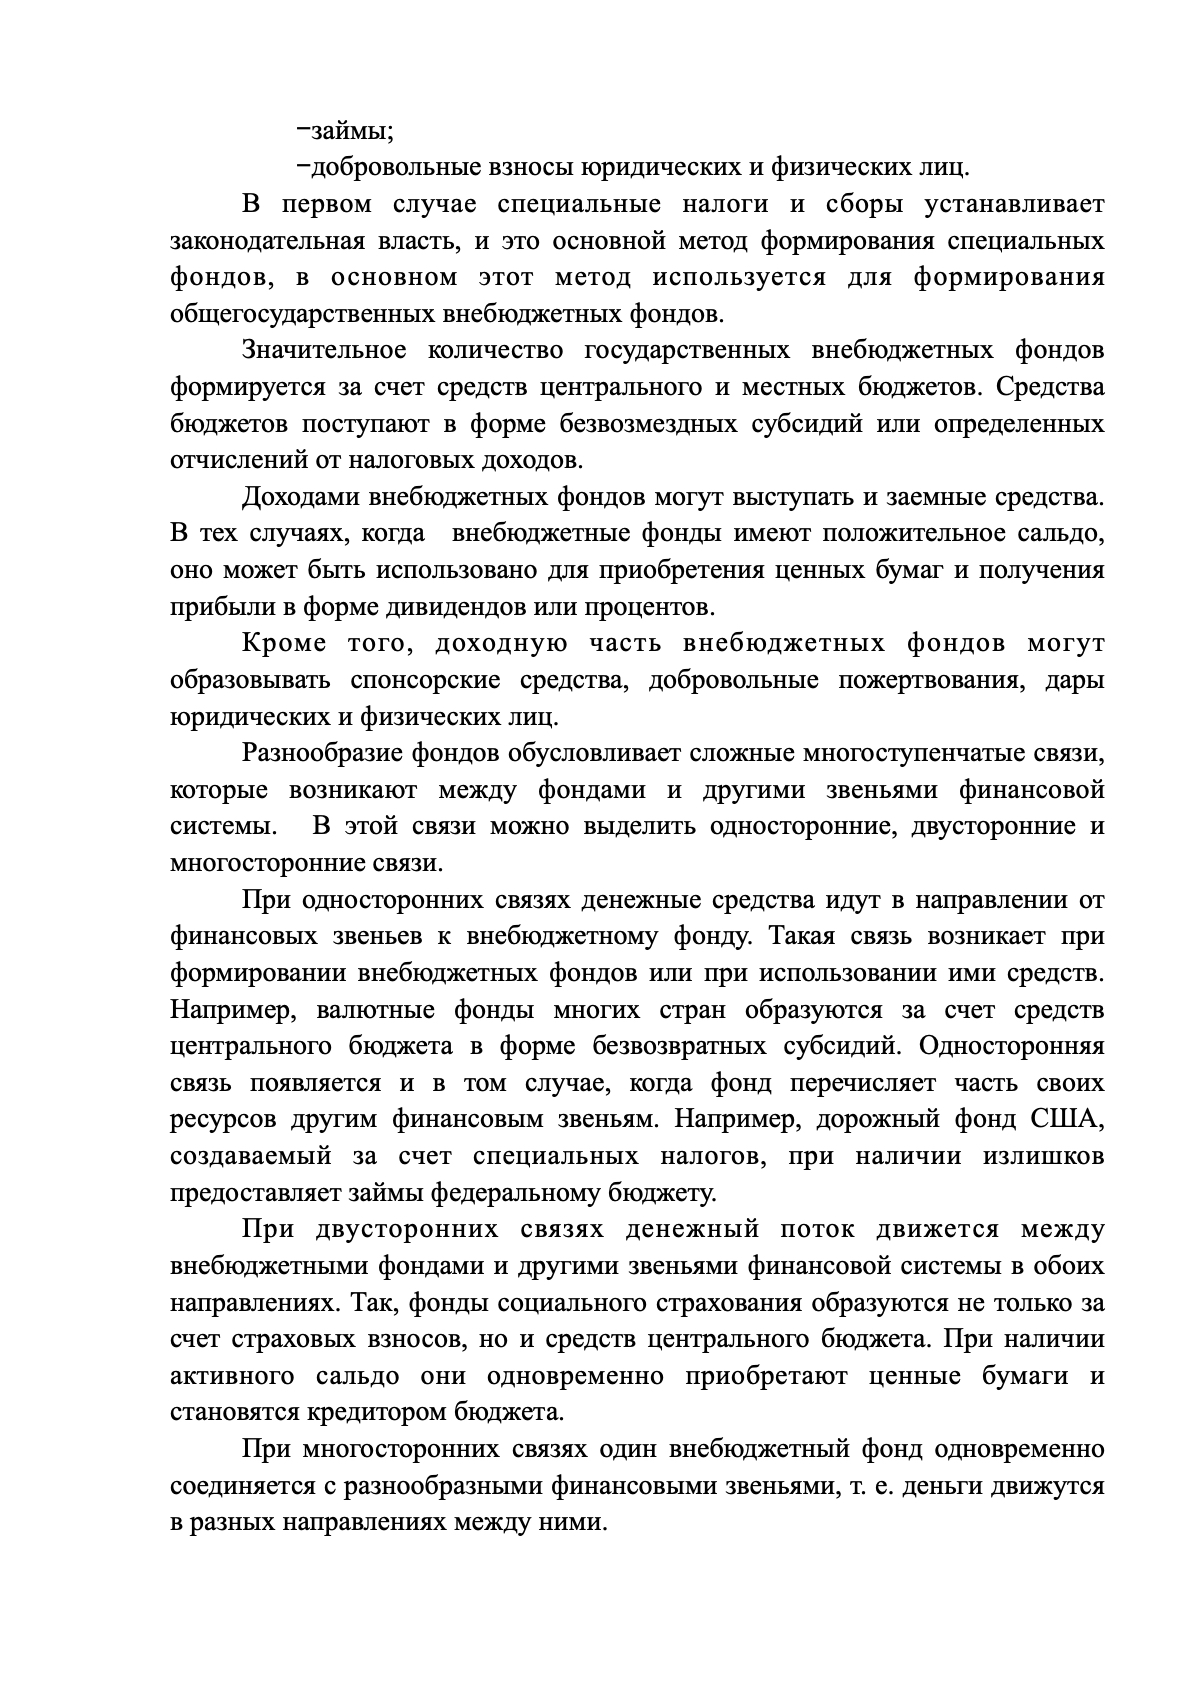 −займы;
−добровольные взносы юридических и физических лиц.
В первом случае специальные налоги и сборы устанавливает
законодательная власть, и это основной метод формирования специальных
фондов, в основном этот метод используется для формирования
общегосударственных внебюджетных фондов.
Значительное количество государственных внебюджетных фондов
формируется за счет средств центрального и местных бюджетов. Средства
бюджетов поступают в форме безвозмездных субсидий или определенных
отчислений от налоговых доходов.
Доходами внебюджетных фондов могут выступать и заемные средства.
В тех случаях, когда внебюджетные фонды имеют положительное сальдо,
оно может быть использовано для приобретения ценных бумаг и получения
прибыли в форме дивидендов или процентов.
Кроме того, доходную часть внебюджетных фондов могут
образовывать спонсорские средства, добровольные пожертвования, дары
юридических и физических лиц.
Разнообразие фондов обусловливает сложные многоступенчатые связи,
которые возникают между фондами и другими звеньями финансовой
системы. В этой связи можно выделить односторонние, двусторонние и
многосторонние связи.
При односторонних связях денежные средства идут в направлении от
финансовых звеньев к внебюджетному фонду. Такая связь возникает при
формировании внебюджетных фондов или при использовании ими средств.
Например, валютные фонды многих стран образуются за счет средств
центрального бюджета в форме безвозвратных субсидий. Односторонняя
связь появляется и в том случае, когда фонд перечисляет часть своих
ресурсов другим финансовым звеньям. Например, дорожный фонд США,
создаваемый за счет специальных налогов, при наличии излишков
предоставляет займы федеральному бюджету.
При двусторонних связях денежный поток движется между
внебюджетными фондами и другими звеньями финансовой системы в обоих
направлениях. Так, фонды социального страхования образуются не только за
счет страховых взносов, но и средств центрального бюджета. При наличии
активного сальдо они одновременно приобретают ценные бумаги и
становятся кредитором бюджета.
При многосторонних связях один внебюджетный фонд одновременно
соединяется с разнообразными финансовыми звеньями, т. е. деньги движутся
в разных направлениях между ними.